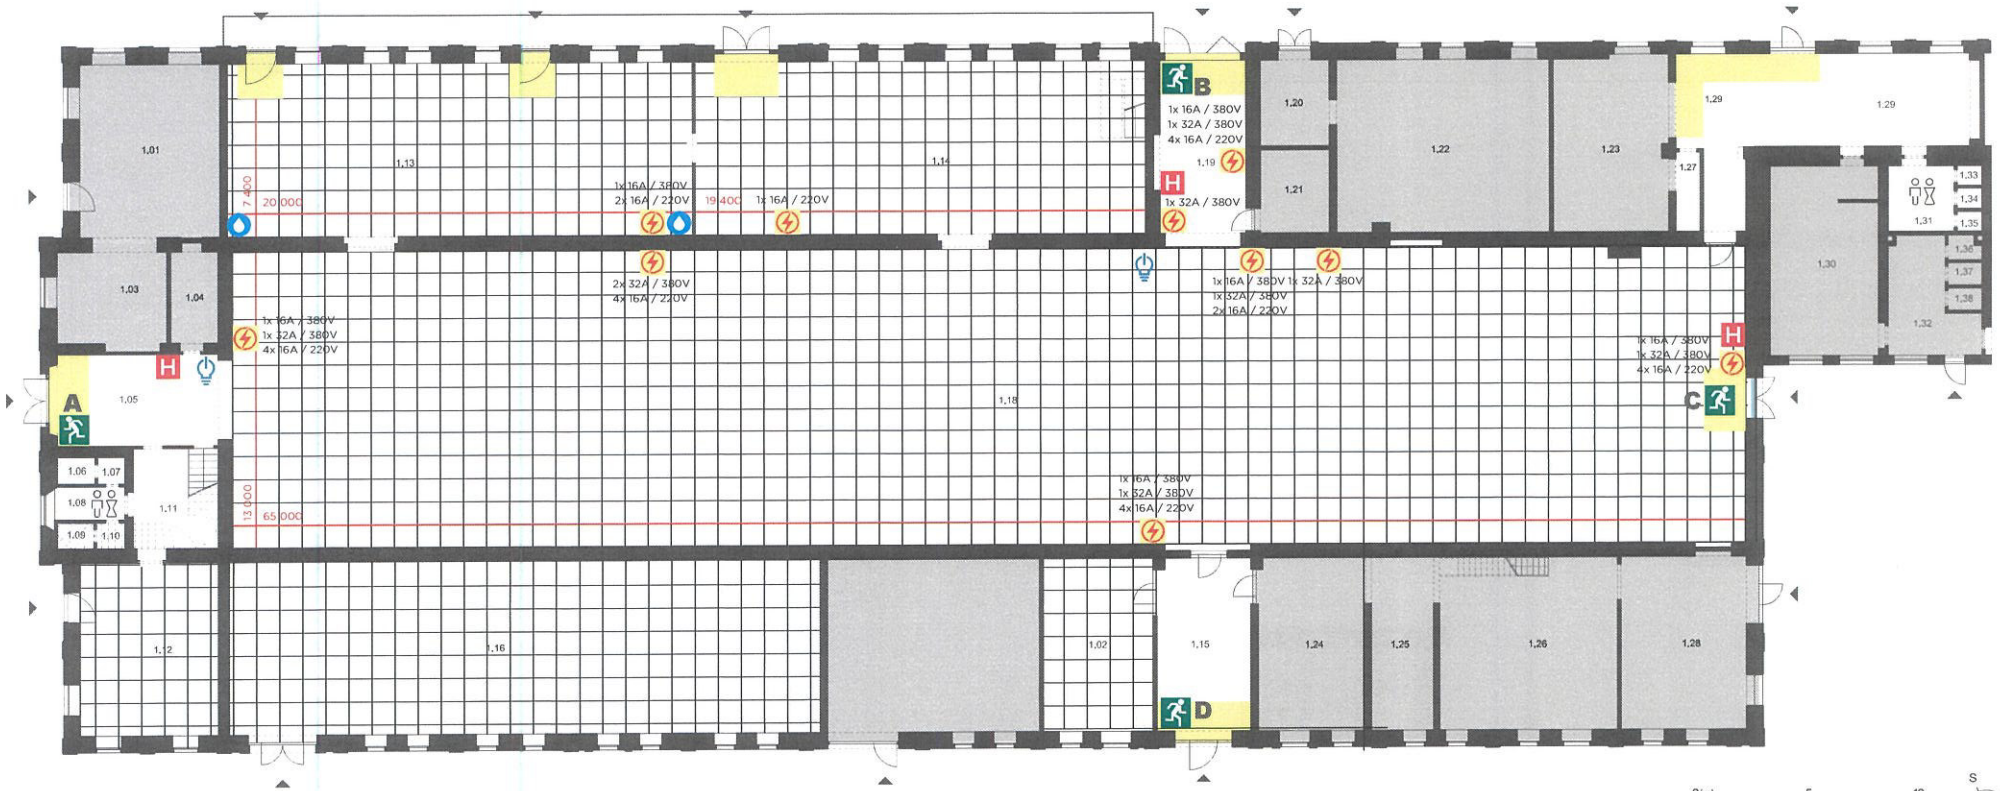 B
1x 16A / 380V
1x 32A / 380V
4x 16A / 220V
1,19
H
1x 32A / 380V
1,20
1,21
1,22
1,23
1,29
1,29
1,27
1,01
1,13
1,14
7 400
20 000
1x 16A / 380V
2x 16A / 220V
19 400
1x 16A / 220V
1,33
1,34
1,31
1,35
1,36
1,37
1,38
1,30
1,32
1,03
1,04
2x 32A / 380V
4x 16A / 220V
1x 16A / 380V
1x 32A / 380V
2x 16A / 220V
1x 32A / 380V
1x 16A / 380V
1x 32A / 380V
4x 16A / 220V
H
1x 16A / 380V
1x 32A / 380V
4x 16A / 220V
H
A
1,05
1,18
C
1,06
1,07
1,08
1,09
1,10
1,11
13 000
65 000
1x 16A / 380V
1x 32A / 380V
4x 16A / 220V
1,12
1,16
1,02
1,15
D
1,24
1,25
1,26
1,28
S